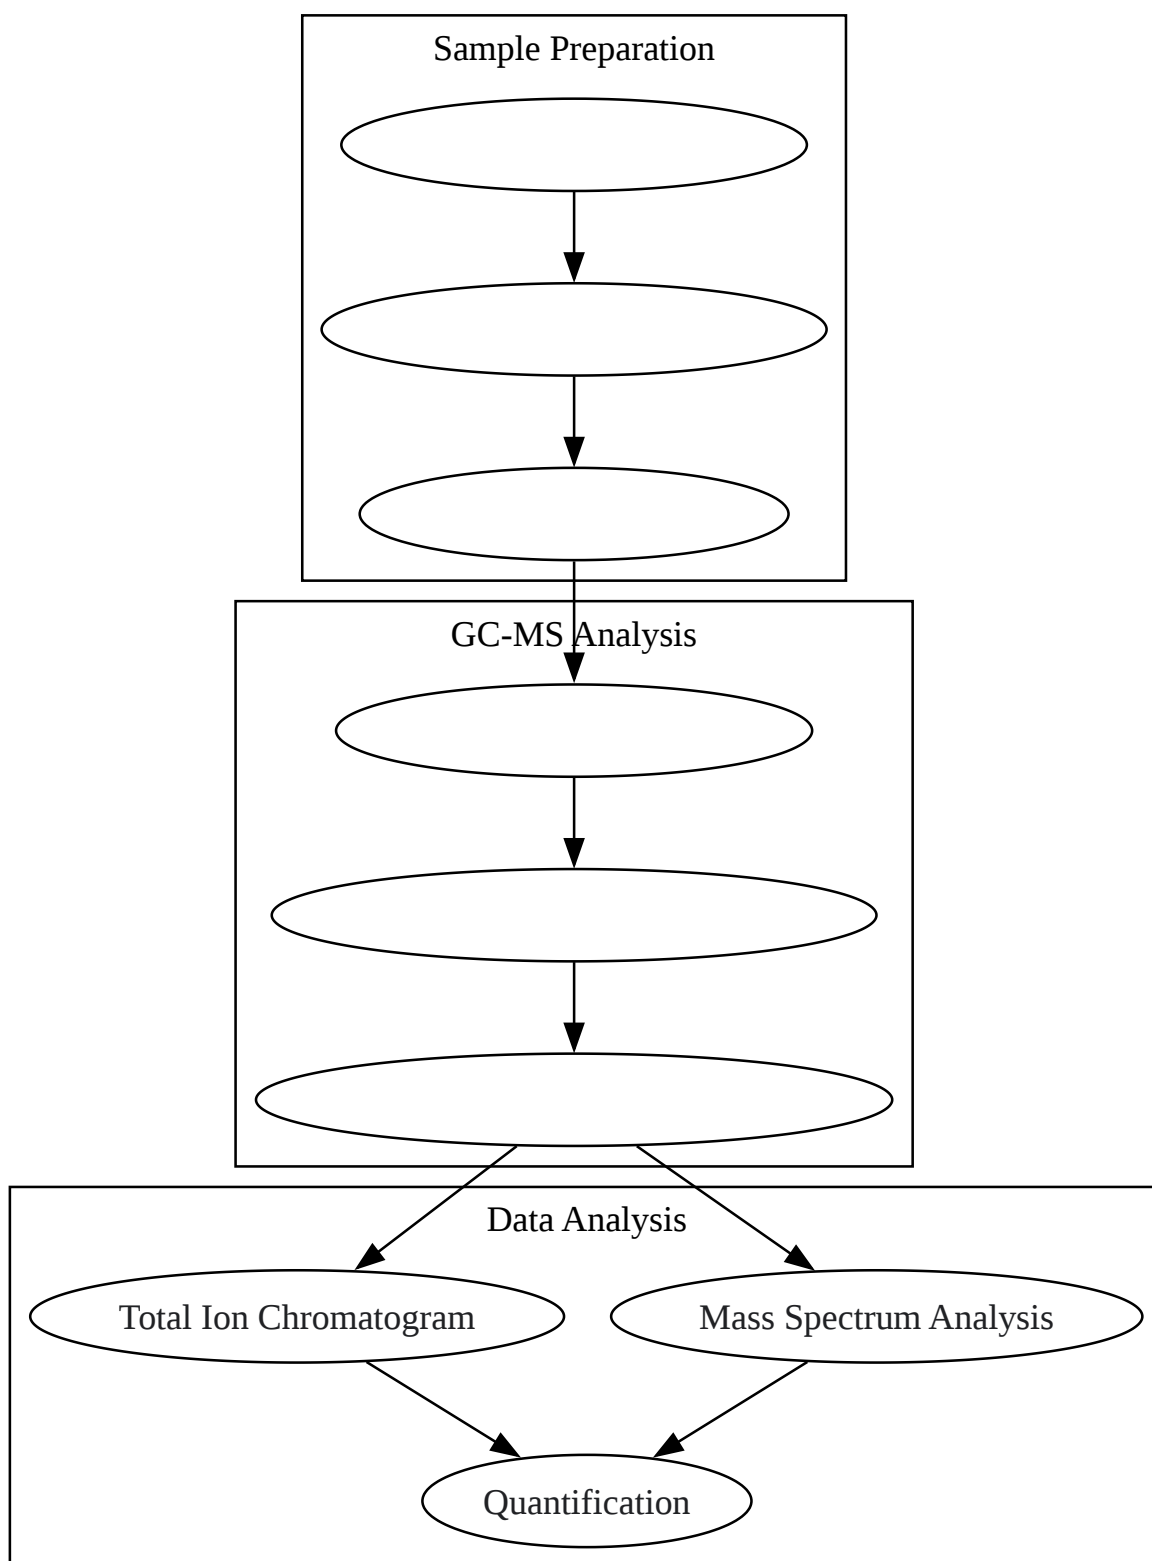 Sample Preparation
GC-MS Analysis
Data Analysis
Total Ion Chromatogram
Mass Spectrum Analysis
Quantification